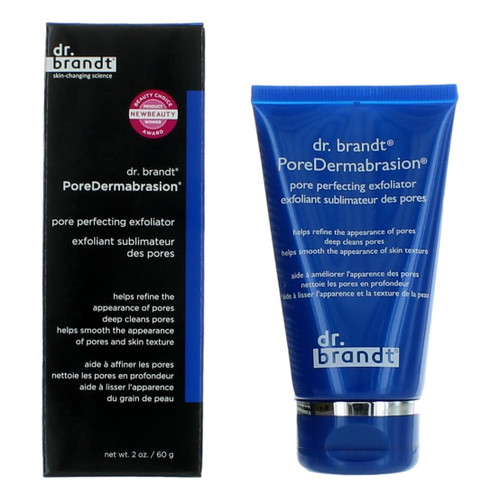 dr.
brandt®
skin-changing science
BEAUTY CHOICE
PRODUCT
NEWBEAUTY
WINNER
AWARD
dr. brandt®
PoreDermabrasion®
pore perfecting exfoliator
exfoliant sublimateur
des pores
helps refine the
appearance of pores
deep cleans pores
helps smooth the appearance
of pores and skin texture
aide à affiner les pores
nettoie les pores en profondeur
aide à lisser l'apparence
du grain de peau
net wt. 2 oz. / 60 g
dr. brandt®
PoreDermabrasion®
pore perfecting exfoliator
exfoliant sublimateur des pores
helps refine the appearance of pores
deep cleans pores
helps smooth the appearance of skin texture
aide à améliorer l'apparence des pores
nettoie les pores en profondeur
aide à lisser l'apparence et la texture de la peau
dr.
brandt®